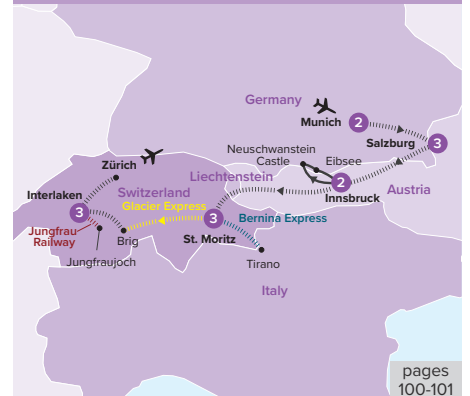 Germany
Munich
2
Salzburg
3
Neuschwanstein
Castle
Eibsee
2
Innsbruck
Austria
Zürich
Liechtenstein
Switzerland
Interlaken
3
Glacier Express
3
St. Moritz
Bernina Express
Jungfrau
Railway
Brig
Jungfraujoch
Tirano
Italy
pages
100-101